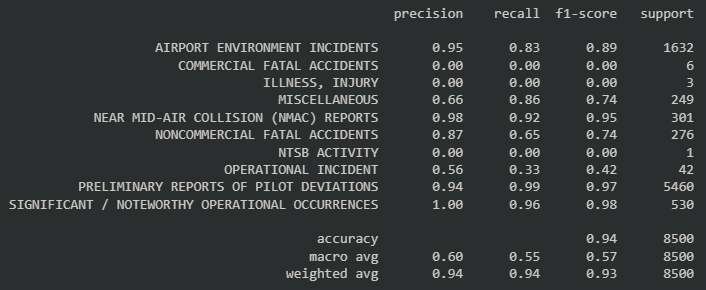 precision recall f1-score support
AIRPORT ENVIRONMENT INCIDENTS 0.95 0.83 0.89 1632
COMMERCIAL FATAL ACCIDENTS 0.00 0.00 0.00 6
ILLNESS, INJURY 0.00 0.00 0.00 3
MISCELLANEOUS 0.66 0.86 0.74 249
NEAR MID-AIR COLLISION (NMAC) REPORTS 0.98 0.92 0.95 301
NONCOMMERCIAL FATAL ACCIDENTS 0.87 0.65 0.74 276
NTSB ACTIVITY 0.00 0.00 0.00 1
OPERATIONAL INCIDENT 0.56 0.33 0.42 42
PRELIMINARY REPORTS OF PILOT DEVIATIONS 0.94 0.99 0.97 5460
SIGNIFICANT / NOTEWORTHY OPERATIONAL OCCURRENCES 1.00 0.96 0.98 530
accuracy 0.94 8500
macro avg 0.60 0.55 0.57 8500
weighted avg 0.94 0.94 0.93 8500